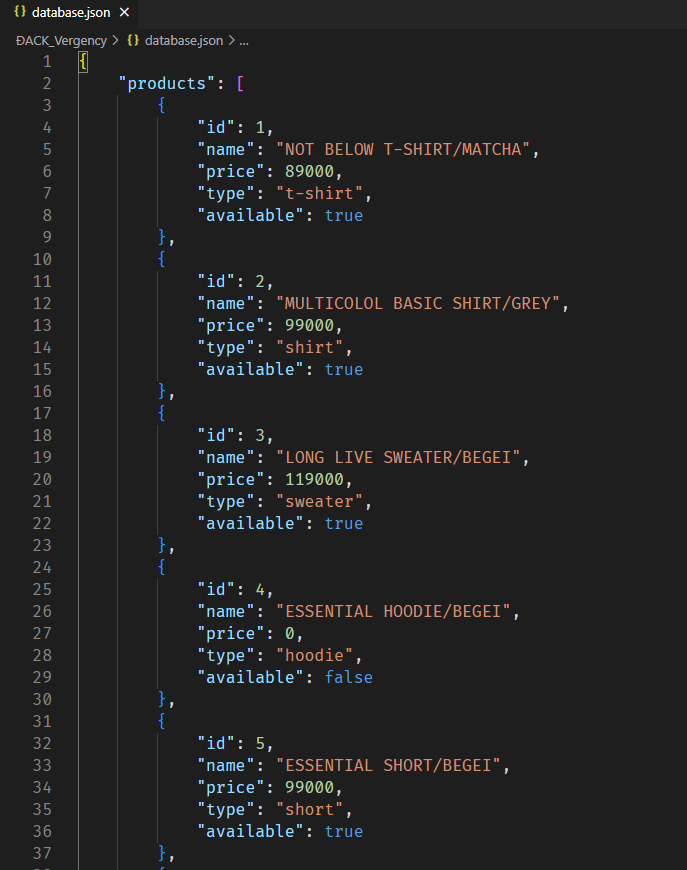 database.json
ĐACK_Vergency > database.json > ...
1 {
2 "products": [
3 {
4 "id": 1,
5 "name": "NOT BELOW T-SHIRT/MATCHA",
6 "price": 89000,
7 "type": "t-shirt",
8 "available": true
9 },
10 {
11 "id": 2,
12 "name": "MULTICOLOL BASIC SHIRT/GREY",
13 "price": 99000,
14 "type": "shirt",
15 "available": true
16 },
17 {
18 "id": 3,
19 "name": "LONG LIVE SWEATER/BEGEI",
20 "price": 119000,
21 "type": "sweater",
22 "available": true
23 },
24 {
25 "id": 4,
26 "name": "ESSENTIAL HOODIE/BEGEI",
27 "price": 0,
28 "type": "hoodie",
29 "available": false
30 },
31 {
32 "id": 5,
33 "name": "ESSENTIAL SHORT/BEGEI",
34 "price": 99000,
35 "type": "short",
36 "available": true
37 },